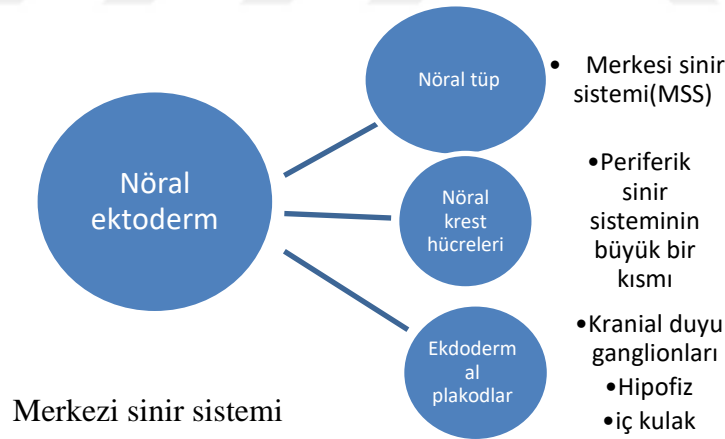 Nöral
ektoderm
Nöral tüp
• Merkesi sinir
sistemi(MSS)
Nöral
krest
hücreleri
•Periferik
sinir
sisteminin
büyük bir
kısmı
Ekdoderm
al
plakodlar
•Kranial duyu
ganglionları
•Hipofiz
•iç kulak
Merkezi sinir sistemi